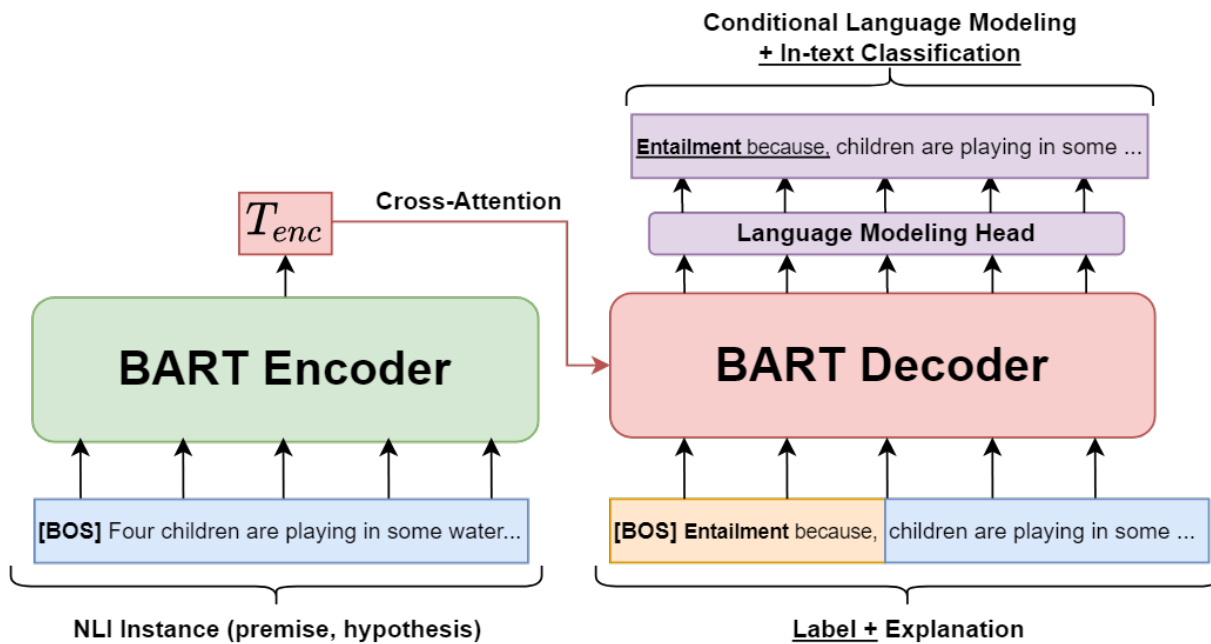 Conditional Language Modeling
+ In-text Classification
Entailment because, children are playing in some ...
Cross-Attention
T_enc
Language Modeling Head
BART Encoder
BART Decoder
[BOS] Four children are playing in some water...
[BOS] Entailment because, children are playing in some ...
NLI Instance (premise, hypothesis)
Label + Explanation